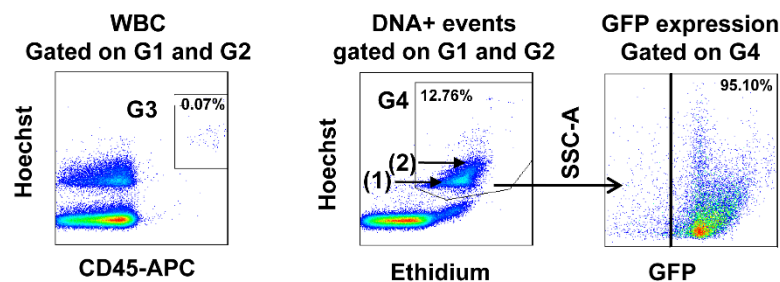 WBC
Gated on G1 and G2
DNA+ events
gated on G1 and G2
GFP expression
Gated on G4
Hoechst
G3
0.07%
CD45-APC
Hoechst
G4
12.76%
(2)
(1)
Ethidium
SSC-A
95.10%
GFP